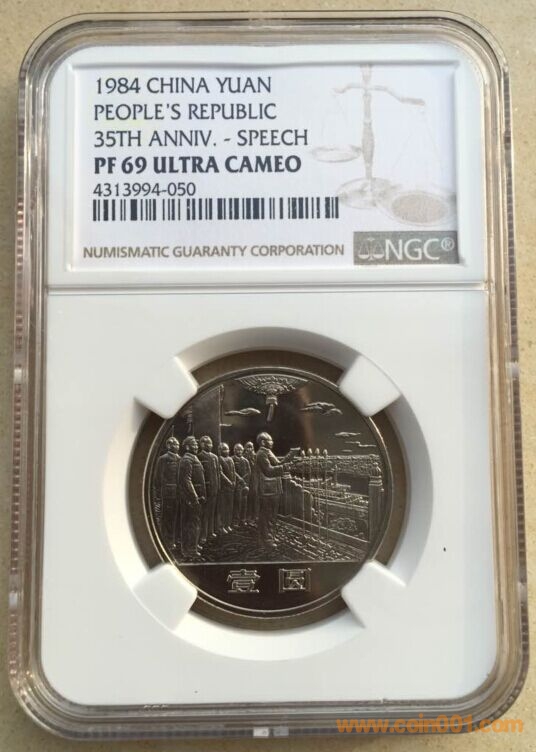 1984 CHINA YUAN
PEOPLE'S REPUBLIC
35TH ANNIV. - SPEECH
PF 69 ULTRA CAMEO
4313994-050
NUMISMATIC GUARANTY CORPORATION
NGC®
壹圆
www.coin001.com